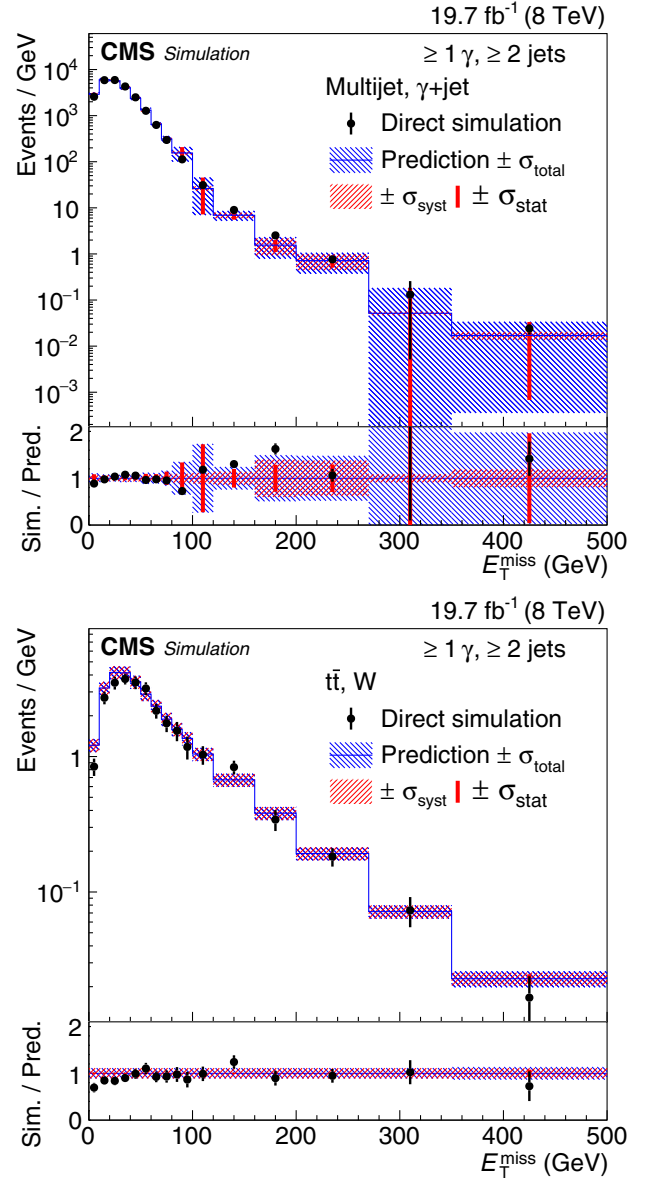 19.7 fb⁻¹ (8 TeV)
CMS Simulation
≥ 1 γ, ≥ 2 jets
Multijet, γ+jet
Direct simulation
Prediction ± σtotal
± σsyst ± σstat
Events / GeV
10⁴
10³
10²
10
1
10⁻¹
10⁻²
10⁻³
Sim. / Pred.
2
1
0
0 100 200 300 400 500
E_T^miss (GeV)
19.7 fb⁻¹ (8 TeV)
CMS Simulation
≥ 1 γ, ≥ 2 jets
tt̄, W
Direct simulation
Prediction ± σtotal
± σsyst ± σstat
Events / GeV
1
10⁻¹
Sim. / Pred.
2
1
0
0 100 200 300 400 500
E_T^miss (GeV)